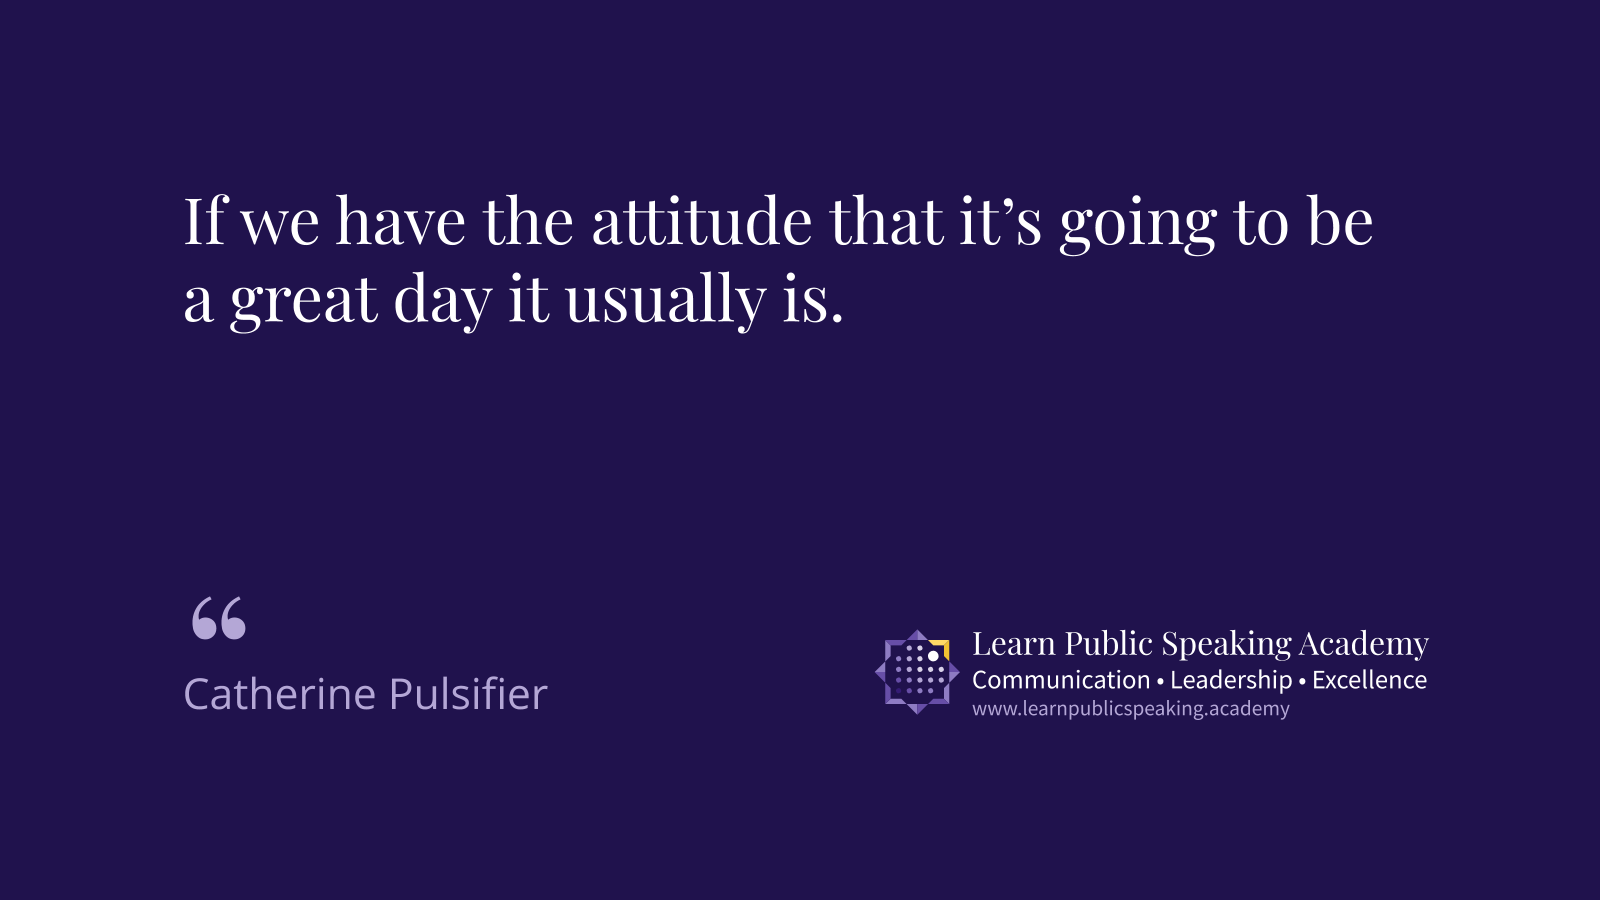 If we have the attitude that it’s going to be
a great day it usually is.
“
Catherine Pulsifier
Learn Public Speaking Academy
Communication • Leadership • Excellence
www.learnpublicspeaking.academy